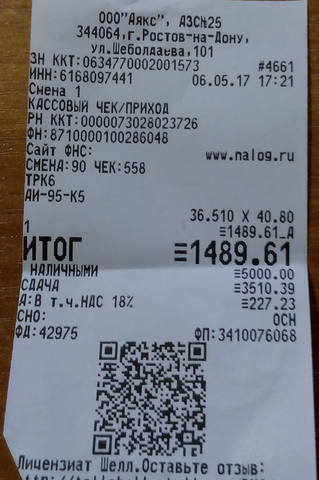 ООО"Аякс", АЗС№25
344064,г.Ростов-на-Дону,
ул.Шеболдаева,101
ЗН ККТ:0634770002001573 #4661
ИНН:6168097441 06.05.17 17:21
Смена 1
КАССОВЫЙ ЧЕК/ПРИХОД
РН ККТ:0000073028023726
ФН:8710000100286048
Сайт ФНС: www.nalog.ru
СМЕНА:90 ЧЕК:558
ТРК6
АИ-95-К5
36.510 X 40.80
1 ≡1489.61_А
ИТОГ ≡1489.61
НАЛИЧНЫМИ ≡5000.00
СДАЧА ≡3510.39
А:В т.ч.НДС 18% ≡227.23
СНО: ОСН
ФД:42975 ФП:3410076068
Лицензиат Шелл.Оставьте отзыв: